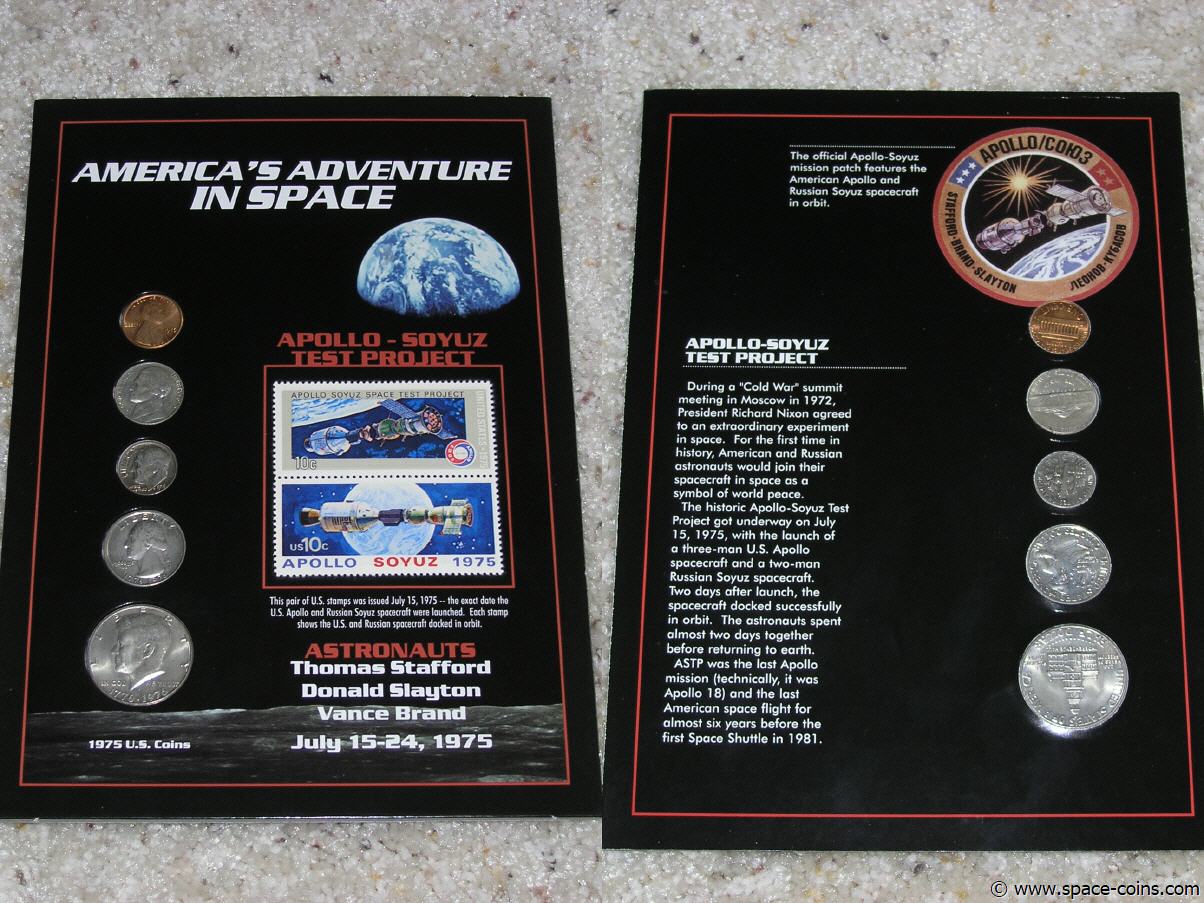 AMERICA'S ADVENTURE
IN SPACE
APOLLO - SOYUZ
TEST PROJECT
APOLLO SOYUZ SPACE TEST PROJECT
UNITED STATES 1975
10c
US10c
APOLLO SOYUZ 1975
This pair of U.S. stamps was issued July 15, 1975 -- the exact date the
U.S. Apollo and Russian Soyuz spacecraft were launched. Each stamp
shows the U.S. and Russian spacecraft docked in orbit.
ASTRONAUTS
Thomas Stafford
Donald Slayton
Vance Brand
July 15-24, 1975
LIBERTY
IN GOD WE TRUST
1776-1976
1975 U.S. Coins
The official Apollo-Soyuz
mission patch features the
American Apollo and
Russian Soyuz spacecraft
in orbit.
APOLLO/СОЮЗ
STAFFORD-BRAND-SLAYTON
ЛЕОНОВ-КУБАСОВ
APOLLO-SOYUZ
TEST PROJECT
During a "Cold War" summit
meeting in Moscow in 1972,
President Richard Nixon agreed
to an extraordinary experiment
in space. For the first time in
history, American and Russian
astronauts would join their
spacecraft in space as a
symbol of world peace.
The historic Apollo-Soyuz Test
Project got underway on July
15, 1975, with the launch of
a three-man U.S. Apollo
spacecraft and a two-man
Russian Soyuz spacecraft.
Two days after launch, the
spacecraft docked successfully
in orbit. The astronauts spent
almost two days together
before returning to earth.
ASTP was the last Apollo
mission (technically, it was
Apollo 18) and the last
American space flight for
almost six years before the
first Space Shuttle in 1981.
© www.space-coins.com